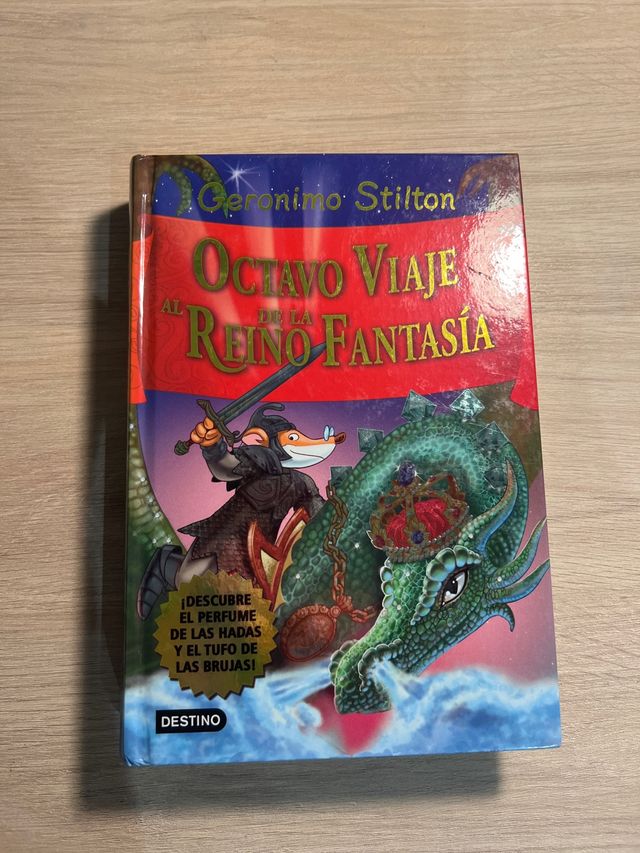 Geronimo Stilton
OCTAVO VIAJE
AL REINO DE LA FANTASÍA
¡DESCUBRE
EL PERFUME
DE LAS HADAS
Y EL TUFO DE
LAS BRUJAS!
DESTINO